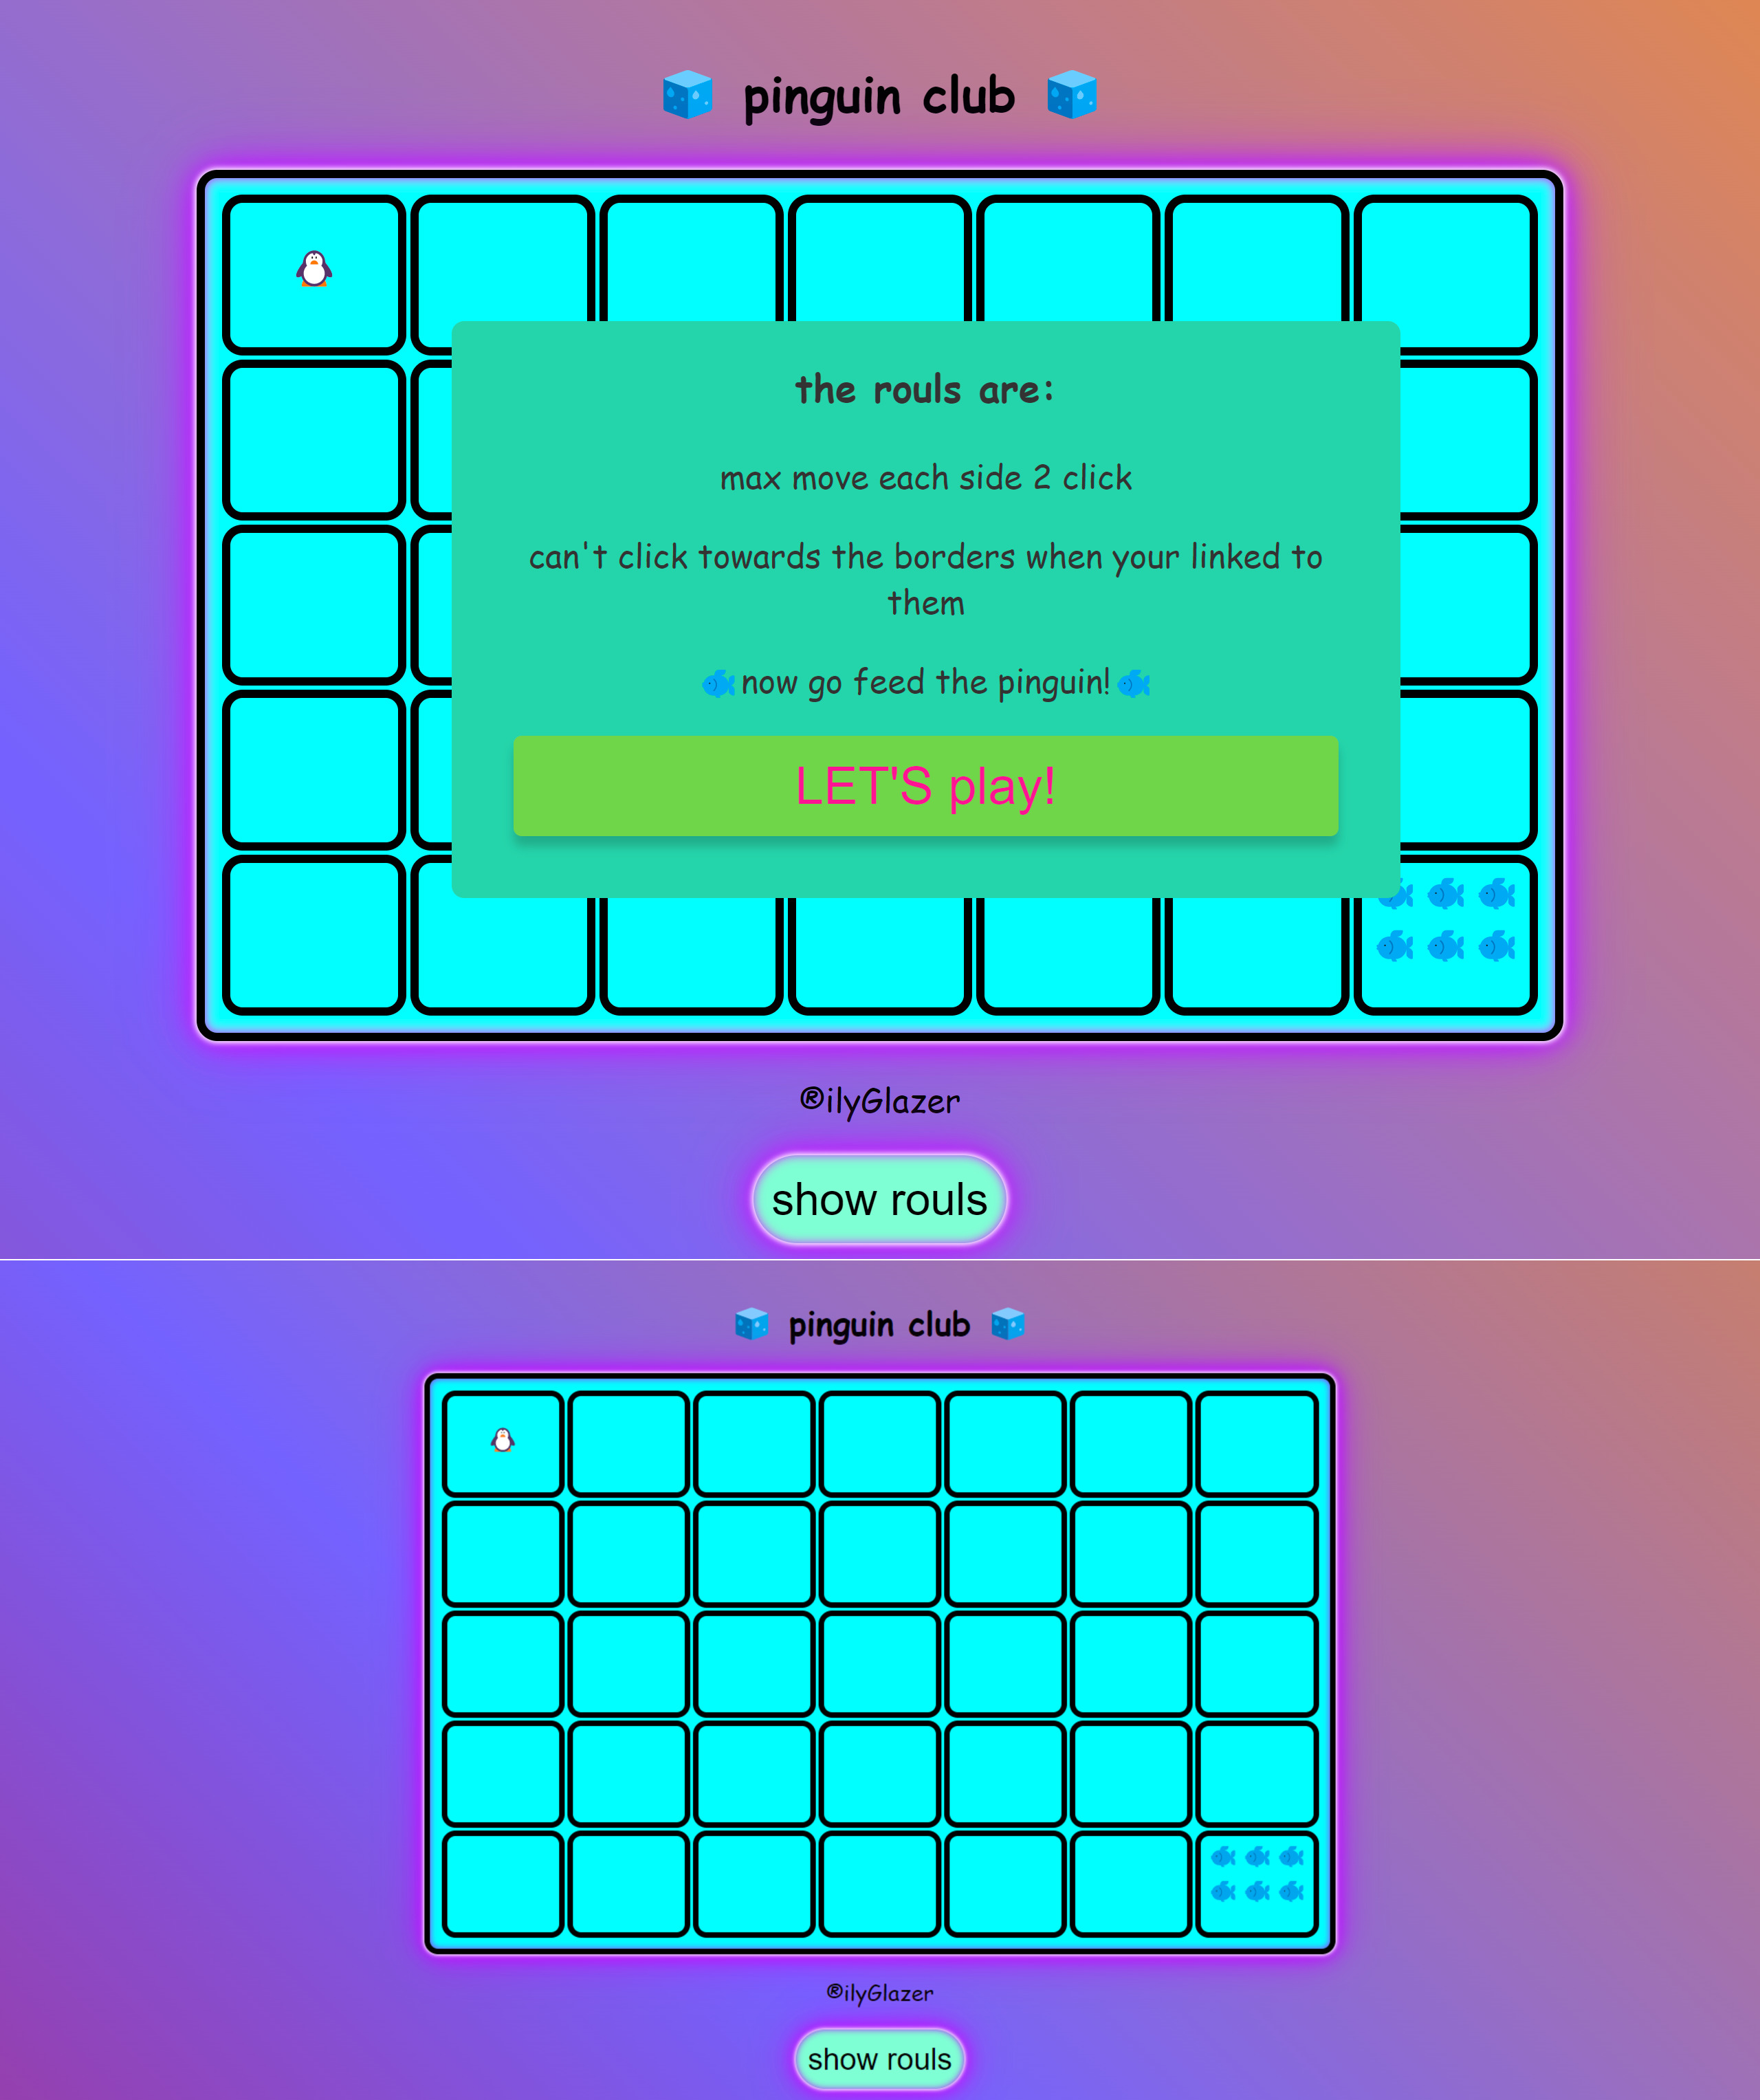 pinguin club
the rouls are:
max move each side 2 click
can't click towards the borders when your linked to
them
now go feed the pinguin!
LET'S play!
®ilyGlazer
show rouls
pinguin club
®ilyGlazer
show rouls